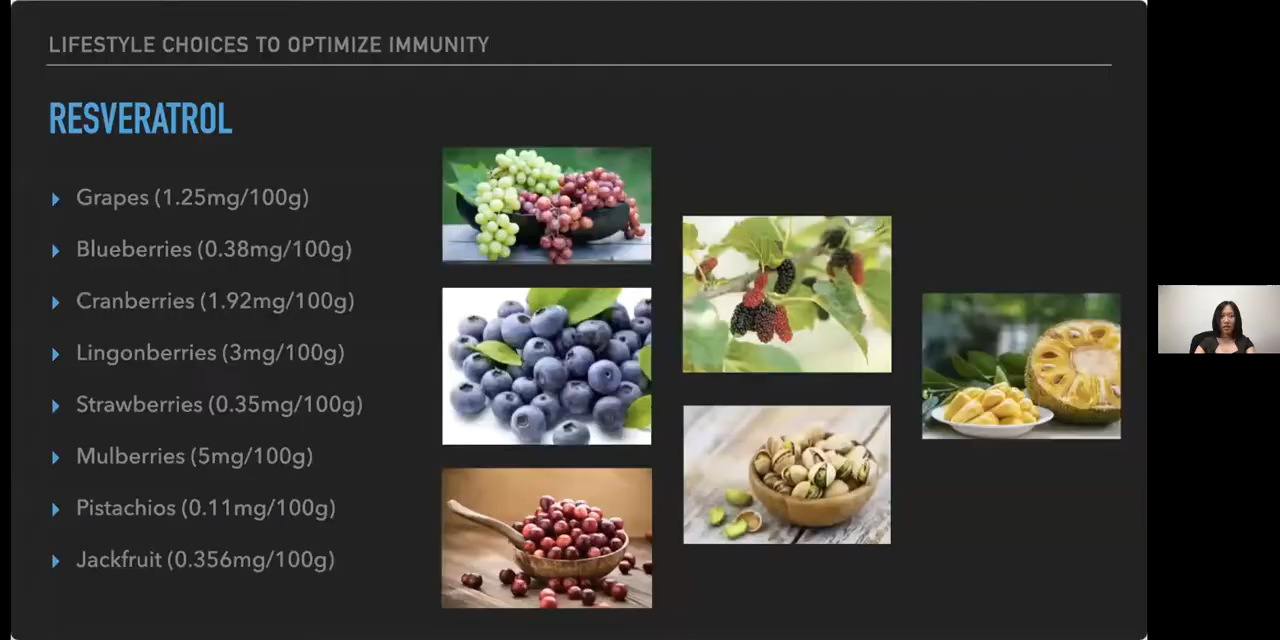 LIFESTYLE CHOICES TO OPTIMIZE IMMUNITY
RESVERATROL
Grapes (1.25mg/100g)
Blueberries (0.38mg/100g)
Cranberries (1.92mg/100g)
Lingonberries (3mg/100g)
Strawberries (0.35mg/100g)
Mulberries (5mg/100g)
Pistachios (0.11mg/100g)
Jackfruit (0.356mg/100g)